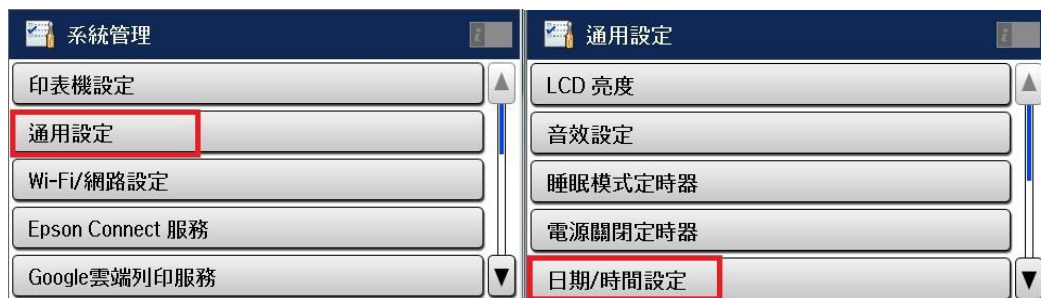 系統管理
印表機設定
通用設定
Wi-Fi/網路設定
Epson Connect 服務
Google雲端列印服務
通用設定
LCD 亮度
音效設定
睡眠模式定時器
電源關閉定時器
日期/時間設定